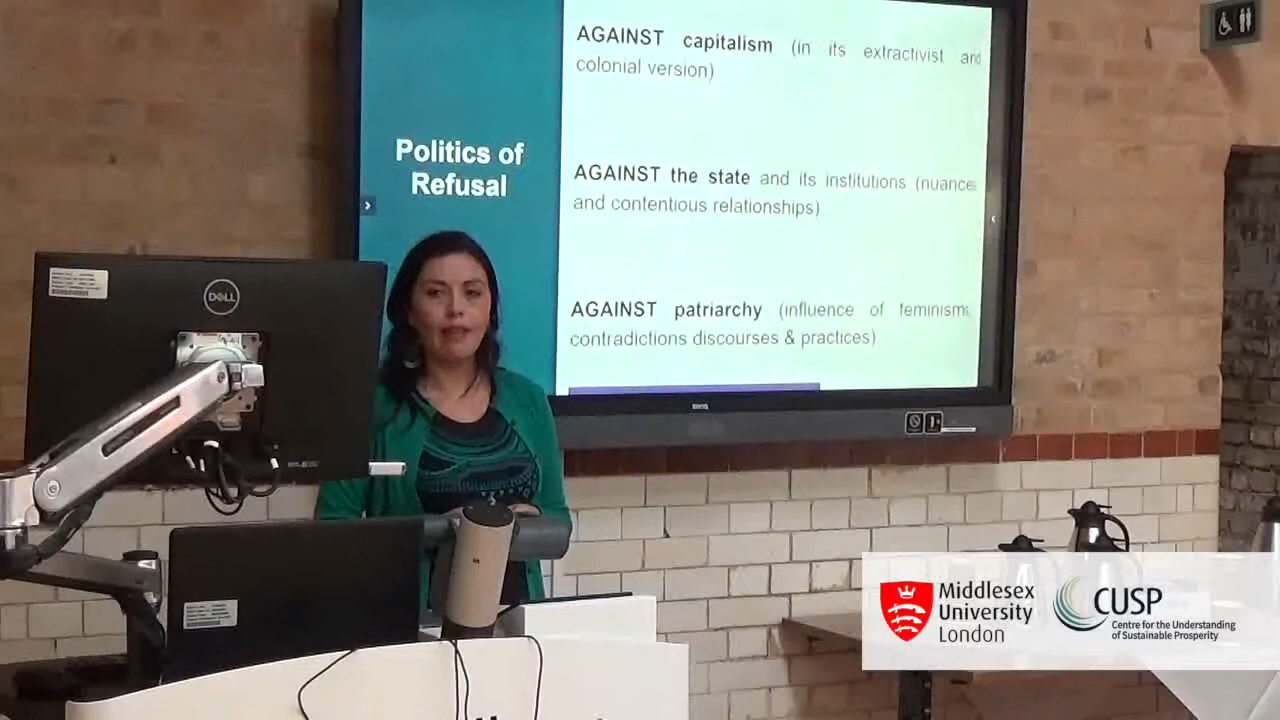 AGAINST capitalism (in its extractivist and
colonial version)
Politics of
Refusal
AGAINST the state and its institutions (nuance
and contentious relationships)
AGAINST patriarchy (influence of feminism
contradictions discourses & practices)
DELL
BenQ
Middlesex
University
London
CUSP
Centre for the Understanding
of Sustainable Prosperity